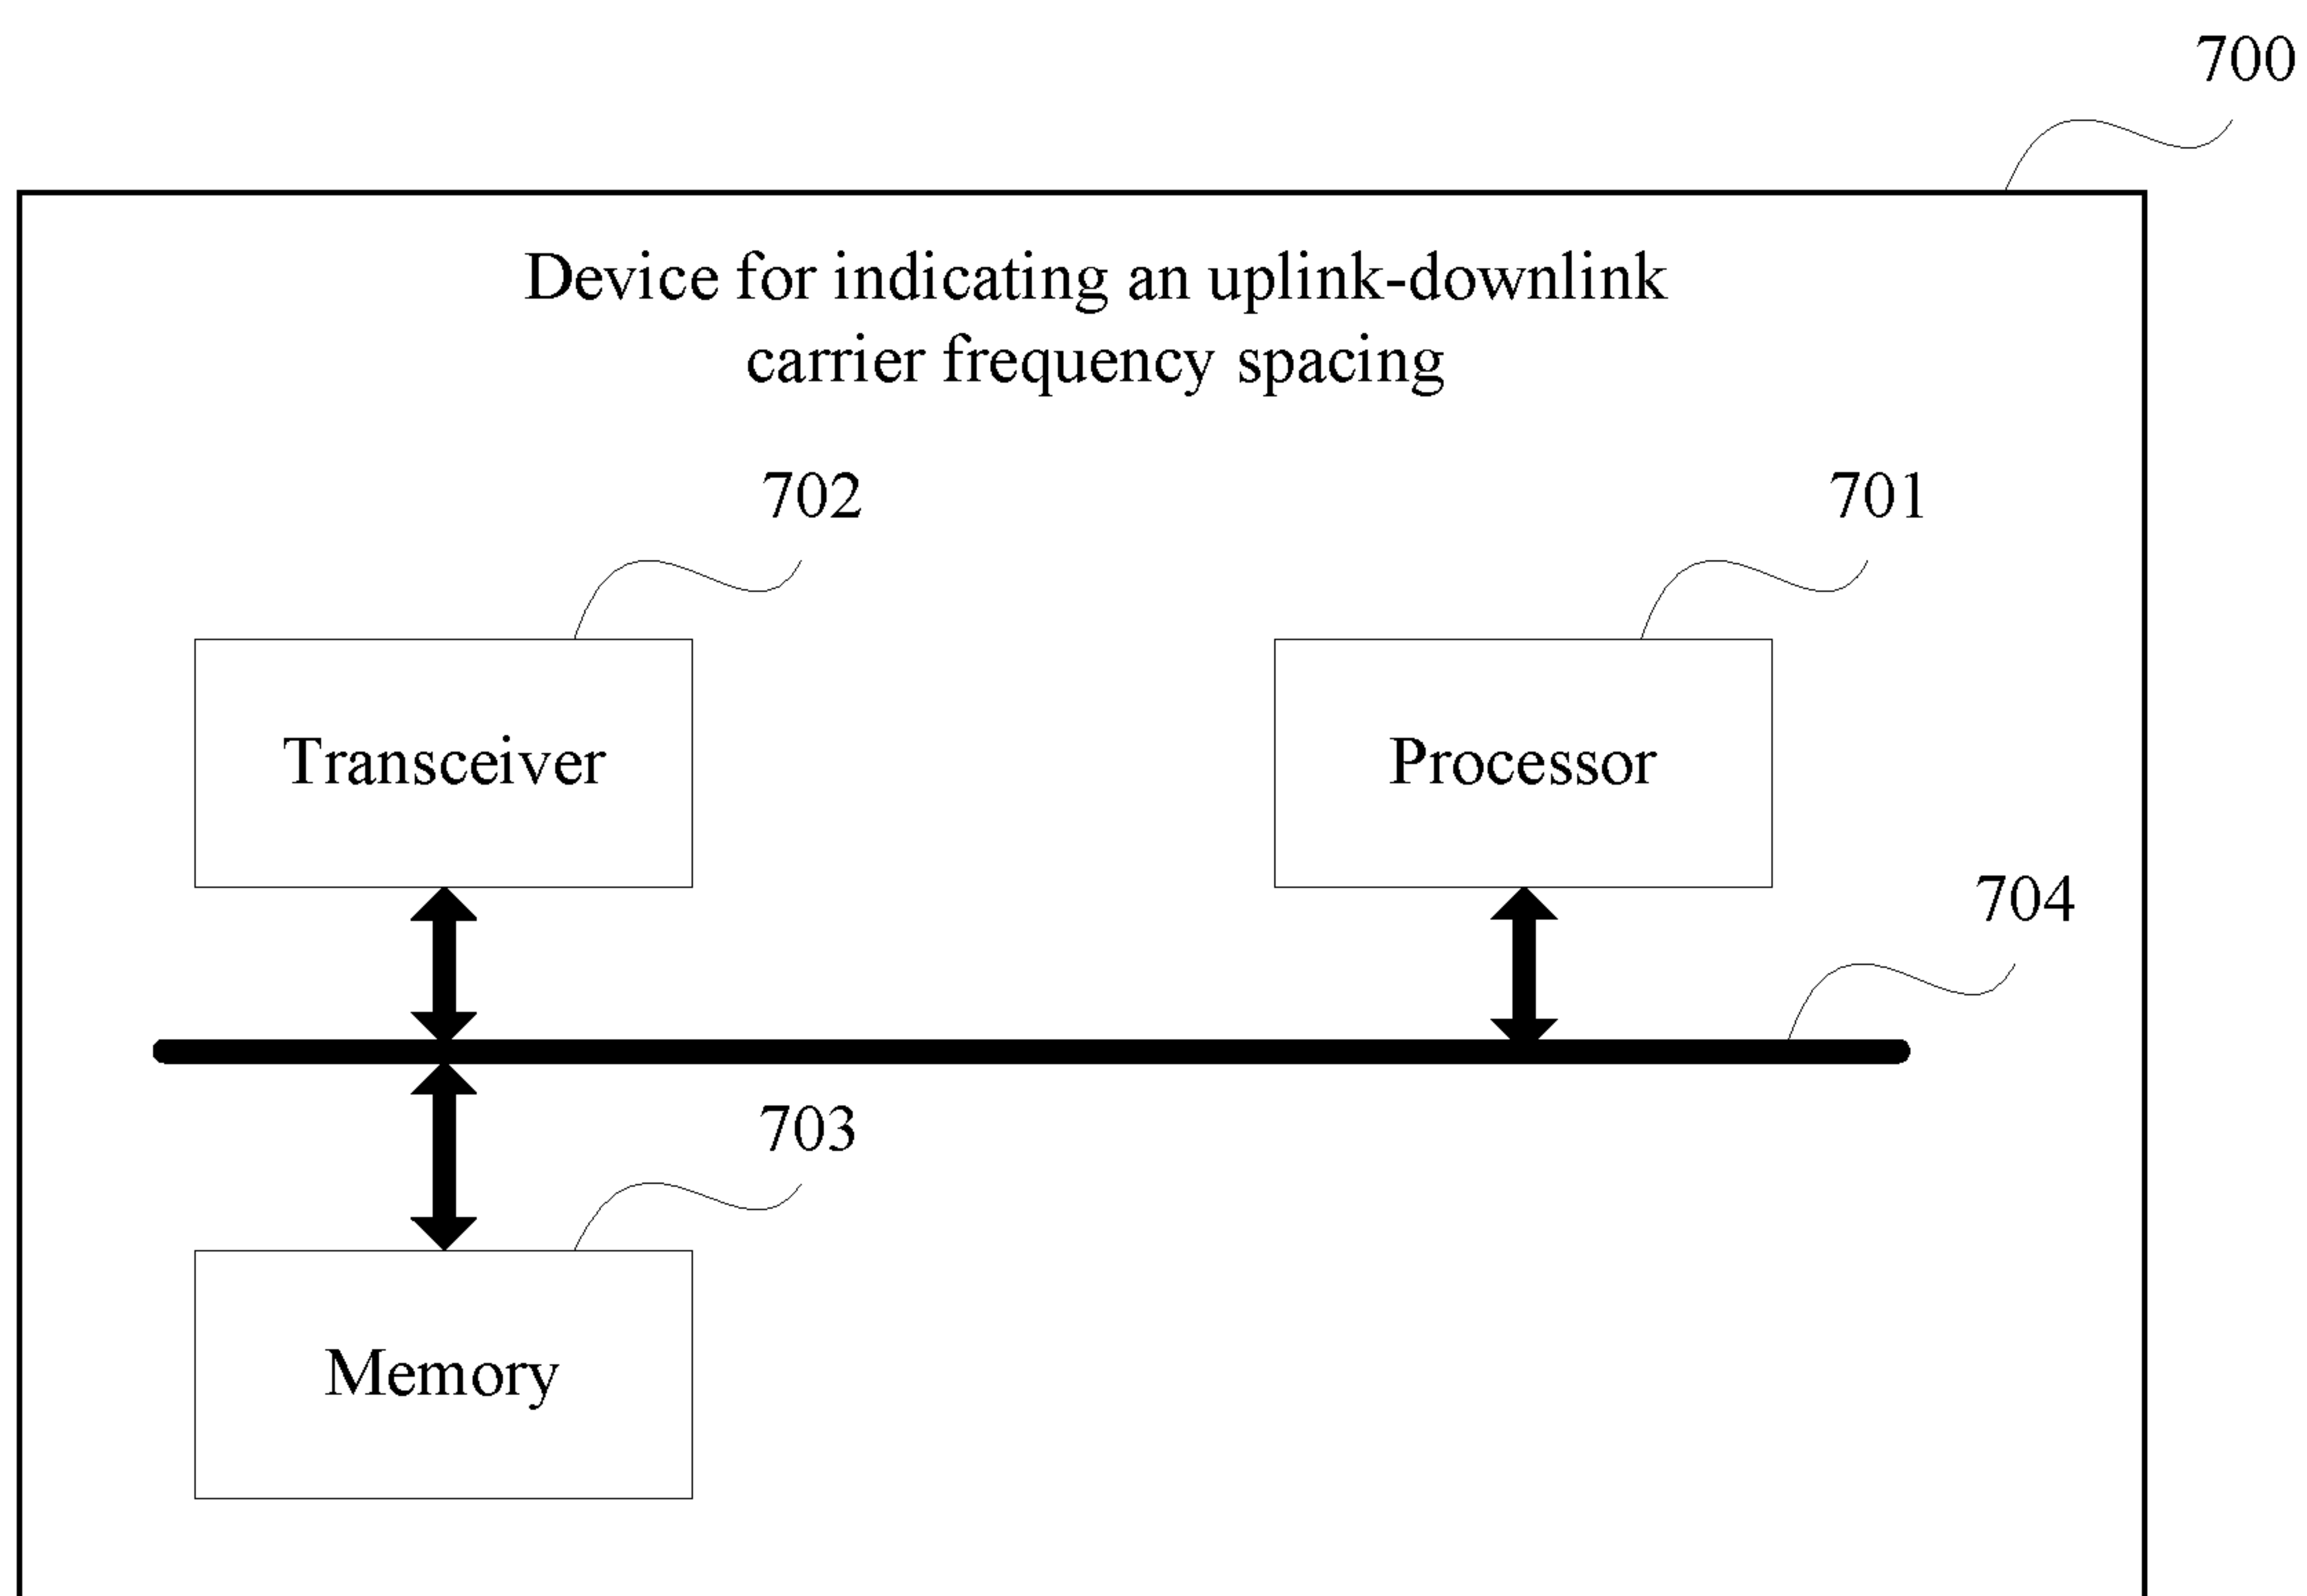 700
Device for indicating an uplink-downlink
carrier frequency spacing
702
701
Transceiver
Processor
704
703
Memory